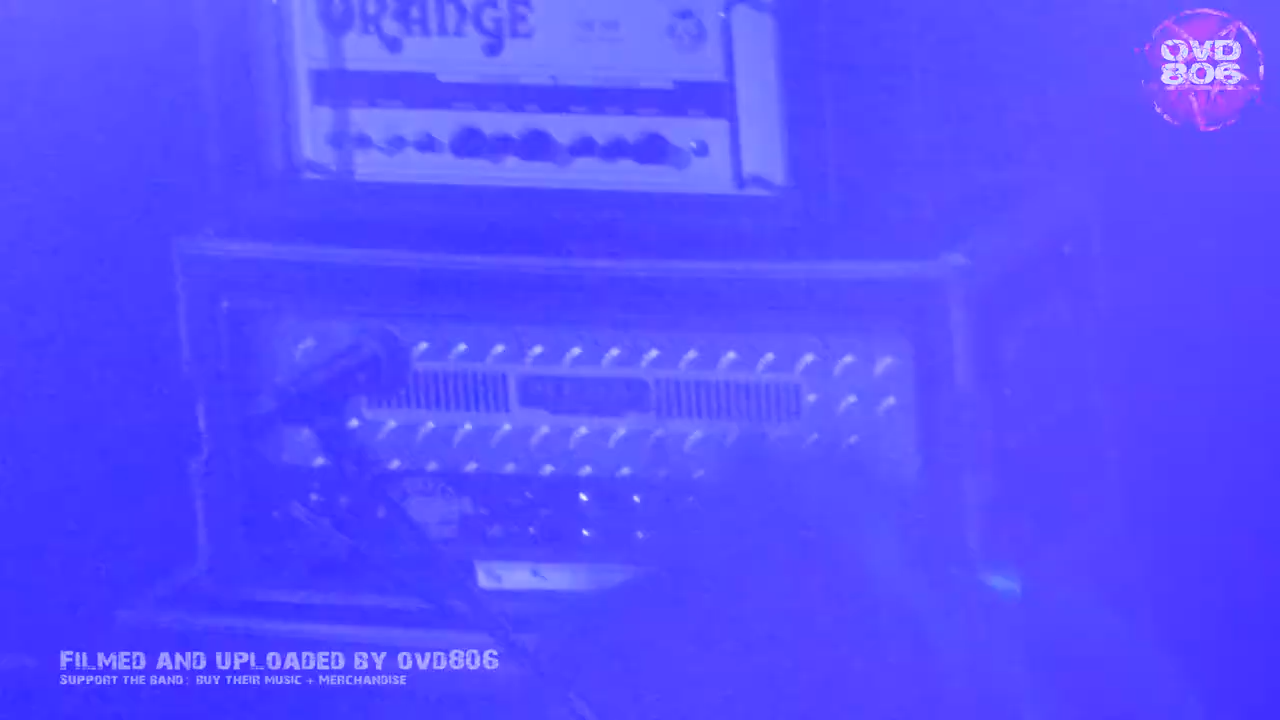 ORANGE
OVD
806
FILMED AND UPLOADED BY OVD806
SUPPORT THE BAND: BUY THEIR MUSIC + MERCHANDISE